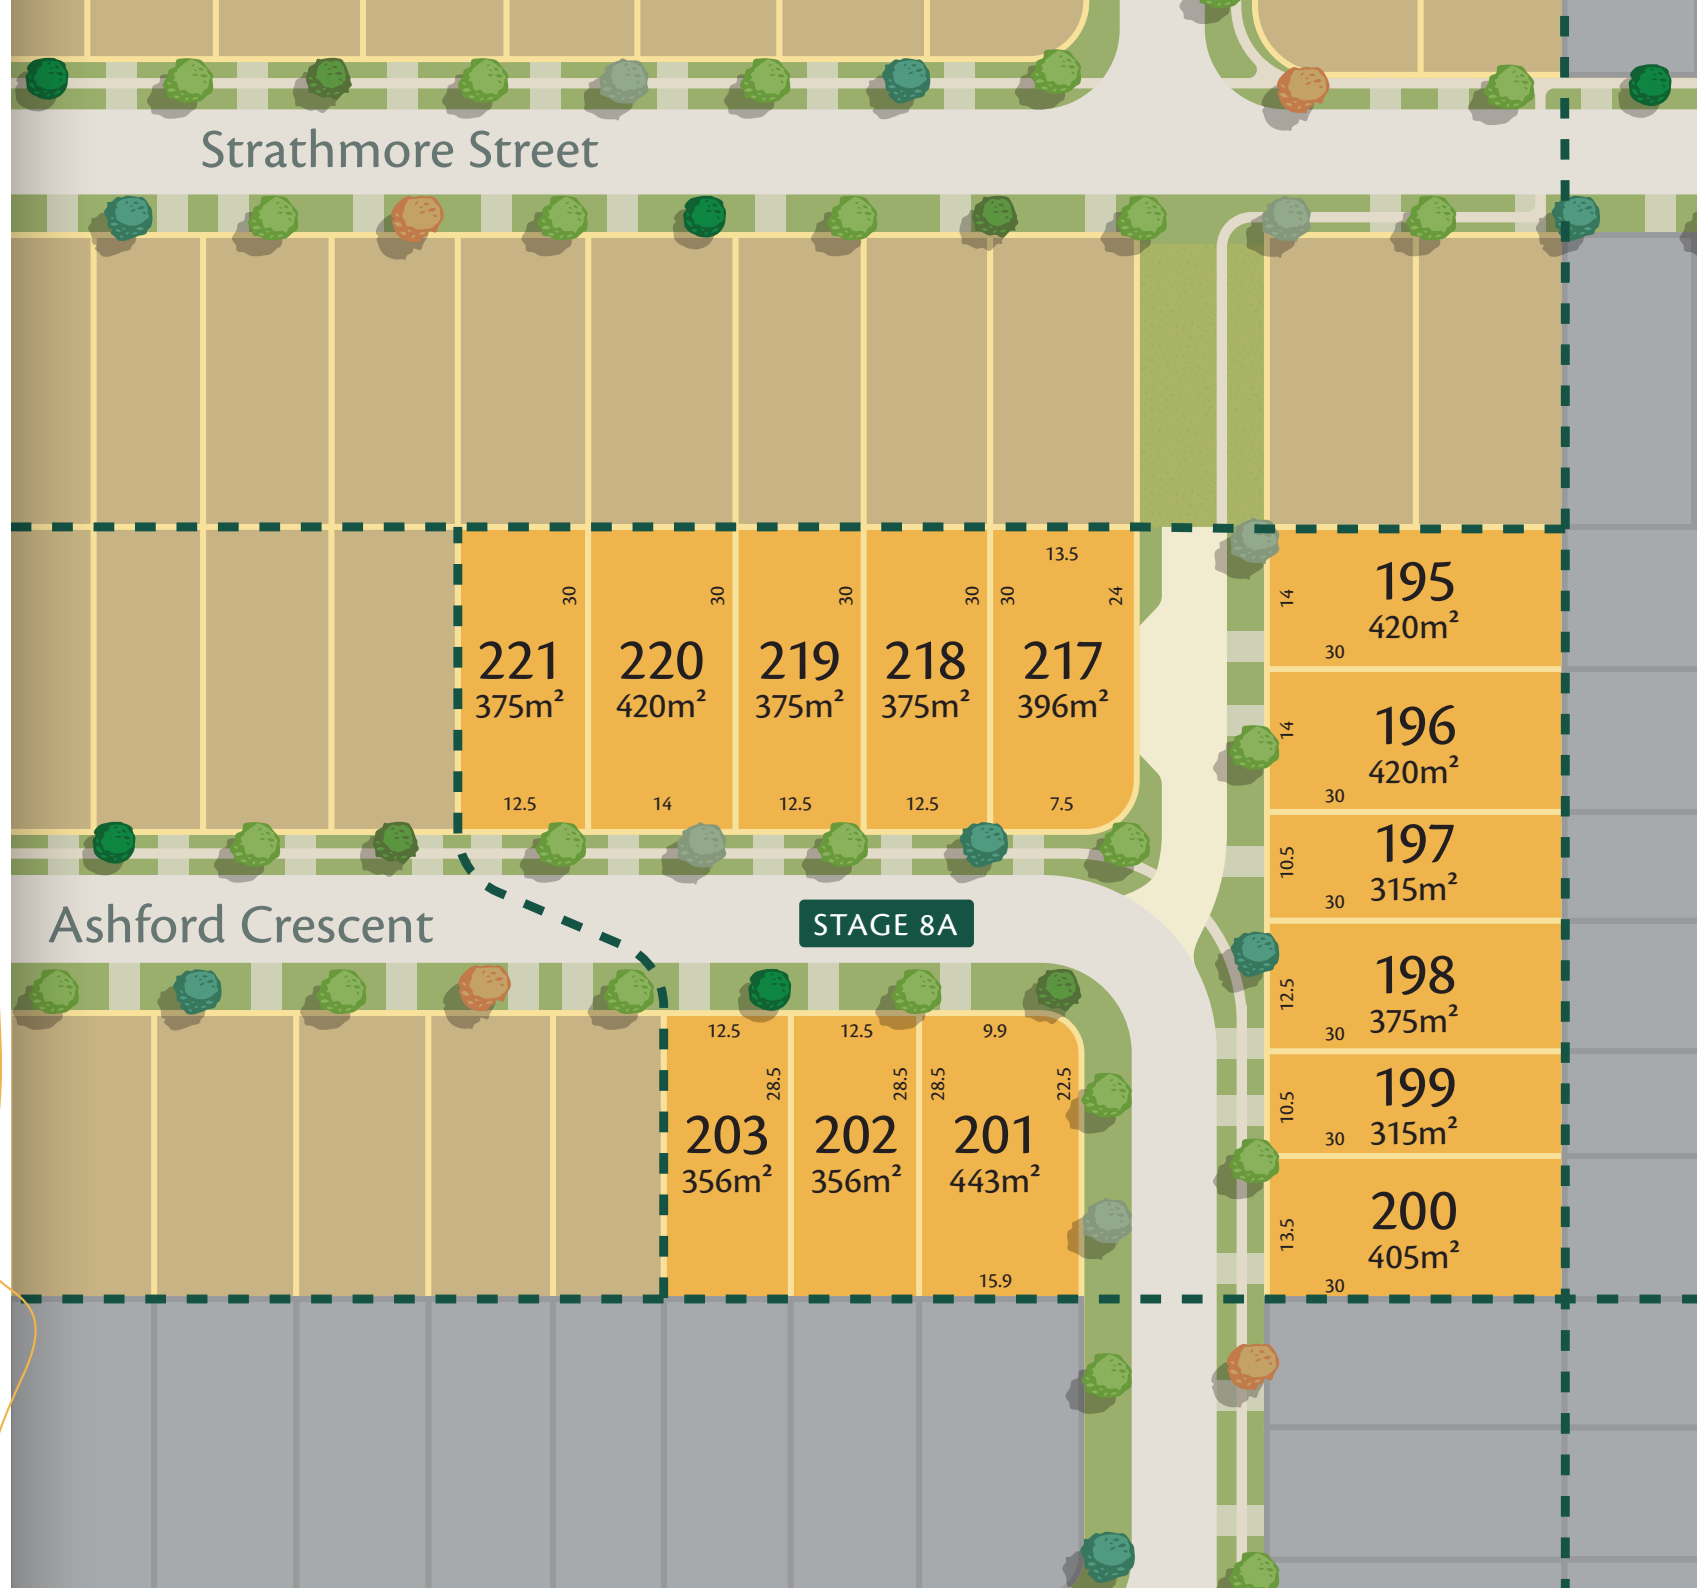 Strathmore Street
13.5
30
30
30
30
30
24
221
375m²
220
420m²
219
375m²
218
375m²
217
396m²
12.5
14
12.5
12.5
7.5
14
195
420m²
30
14
196
420m²
30
10.5
197
315m²
30
12.5
198
375m²
30
10.5
199
315m²
30
13.5
200
405m²
30
Ashford Crescent
STAGE 8A
12.5
12.5
9.9
28.5
28.5
28.5
22.5
203
356m²
202
356m²
201
443m²
15.9